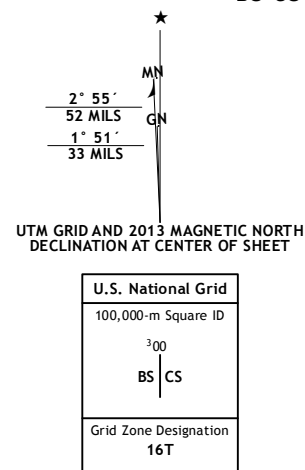 MN
2° 55´
52 MILS
GN
1° 51´
33 MILS
UTM GRID AND 2013 MAGNETIC NORTH
DECLINATION AT CENTER OF SHEET
U.S. National Grid
100,000-m Square ID
³00
BS CS
Grid Zone Designation
16T